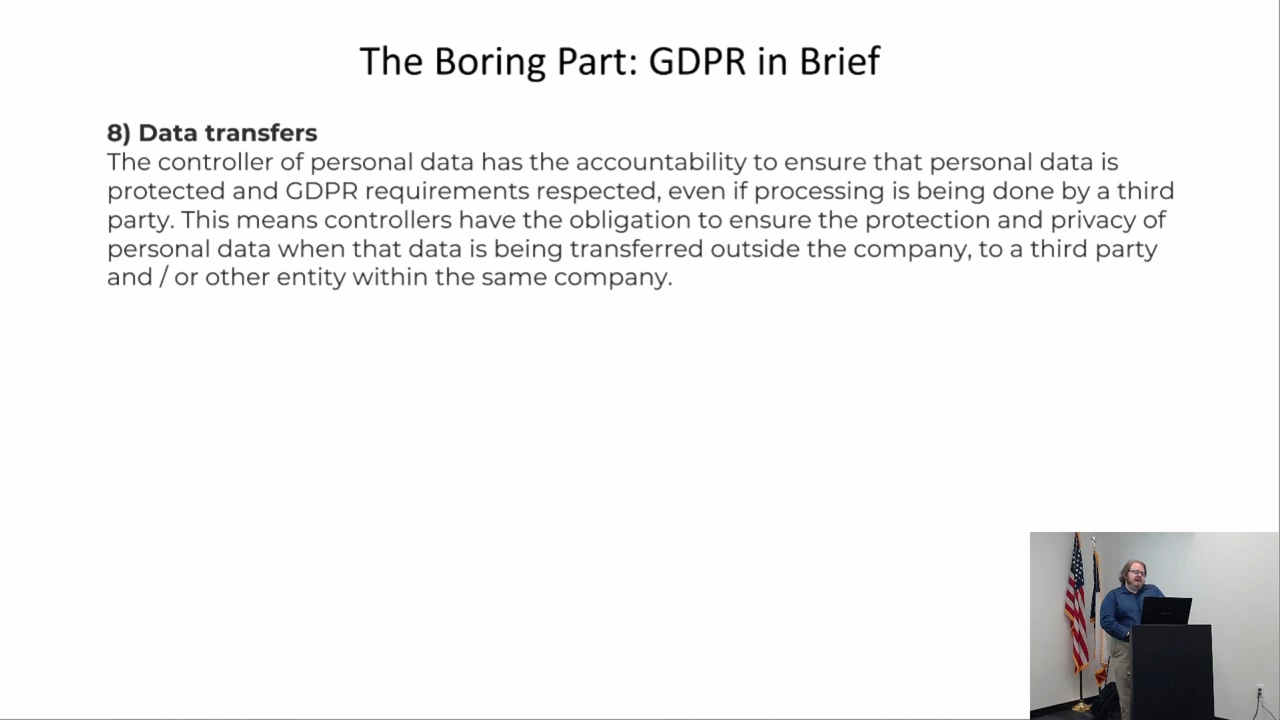 The Boring Part: GDPR in Brief
8) Data transfers
The controller of personal data has the accountability to ensure that personal data is
protected and GDPR requirements respected, even if processing is being done by a third
party. This means controllers have the obligation to ensure the protection and privacy of
personal data when that data is being transferred outside the company, to a third party
and / or other entity within the same company.